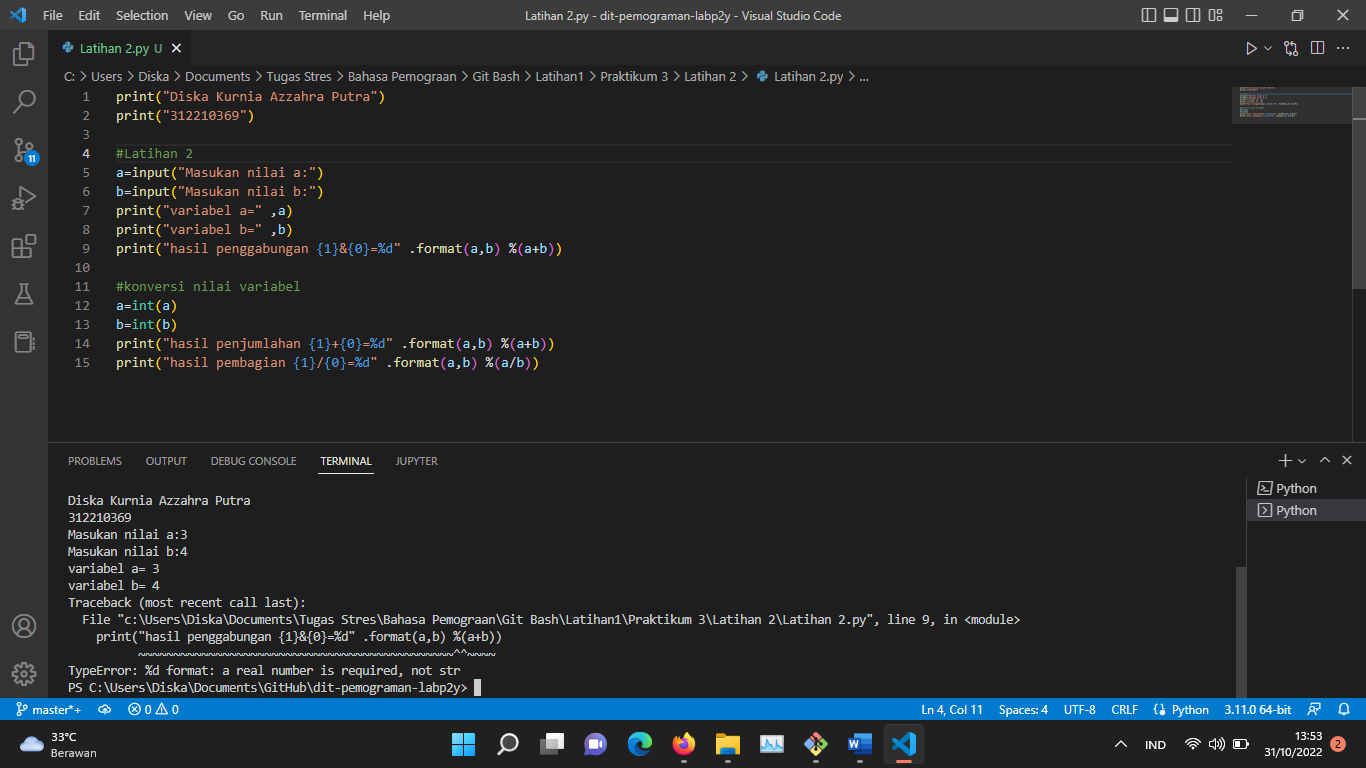 File Edit Selection View Go Run Terminal Help Latihan 2.py - dit-pemograman-labp2y - Visual Studio Code
Latihan 2.py U
C: > Users > Diska > Documents > Tugas Stres > Bahasa Pemograan > Git Bash > Latihan1 > Praktikum 3 > Latihan 2 > Latihan 2.py > ...
1 print("Diska Kurnia Azzahra Putra")
2 print("312210369")
3
4 #Latihan 2
5 a=input("Masukan nilai a:")
6 b=input("Masukan nilai b:")
7 print("variabel a=" ,a)
8 print("variabel b=" ,b)
9 print("hasil penggabungan {1}&{0}=%d" .format(a,b) %(a+b))
10
11 #konversi nilai variabel
12 a=int(a)
13 b=int(b)
14 print("hasil penjumlahan {1}+{0}=%d" .format(a,b) %(a+b))
15 print("hasil pembagian {1}/{0}=%d" .format(a,b) %(a/b))
11
PROBLEMS OUTPUT DEBUG CONSOLE TERMINAL JUPYTER
Python
Python
Diska Kurnia Azzahra Putra
312210369
Masukan nilai a:3
Masukan nilai b:4
variabel a= 3
variabel b= 4
Traceback (most recent call last):
  File "c:\Users\Diska\Documents\Tugas Stres\Bahasa Pemograan\Git Bash\Latihan1\Praktikum 3\Latihan 2\Latihan 2.py", line 9, in <module>
    print("hasil penggabungan {1}&{0}=%d" .format(a,b) %(a+b))
          ~~~~~~~~~~~~~~~~~~~~~~~~~~~~~~~~~~~~~~~~~~~~^^~~~~
TypeError: %d format: a real number is required, not str
PS C:\Users\Diska\Documents\GitHub\dit-pemograman-labp2y>
master*+ 0 0 Ln 4, Col 11 Spaces: 4 UTF-8 CRLF Python 3.11.0 64-bit
33°C
Berawan
IND
13:53
31/10/2022
2